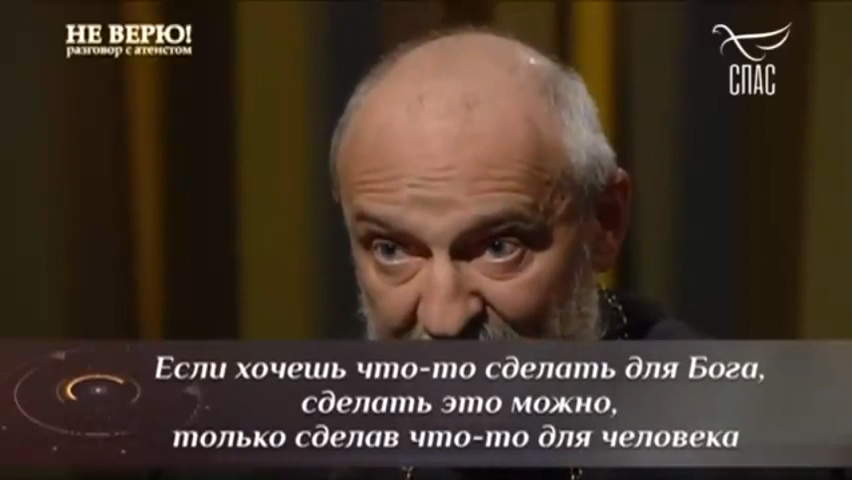 НЕ ВЕРЮ!
разговор с атеистом
СПАС
Если хочешь что-то сделать для Бога,
сделать это можно,
только сделав что-то для человека